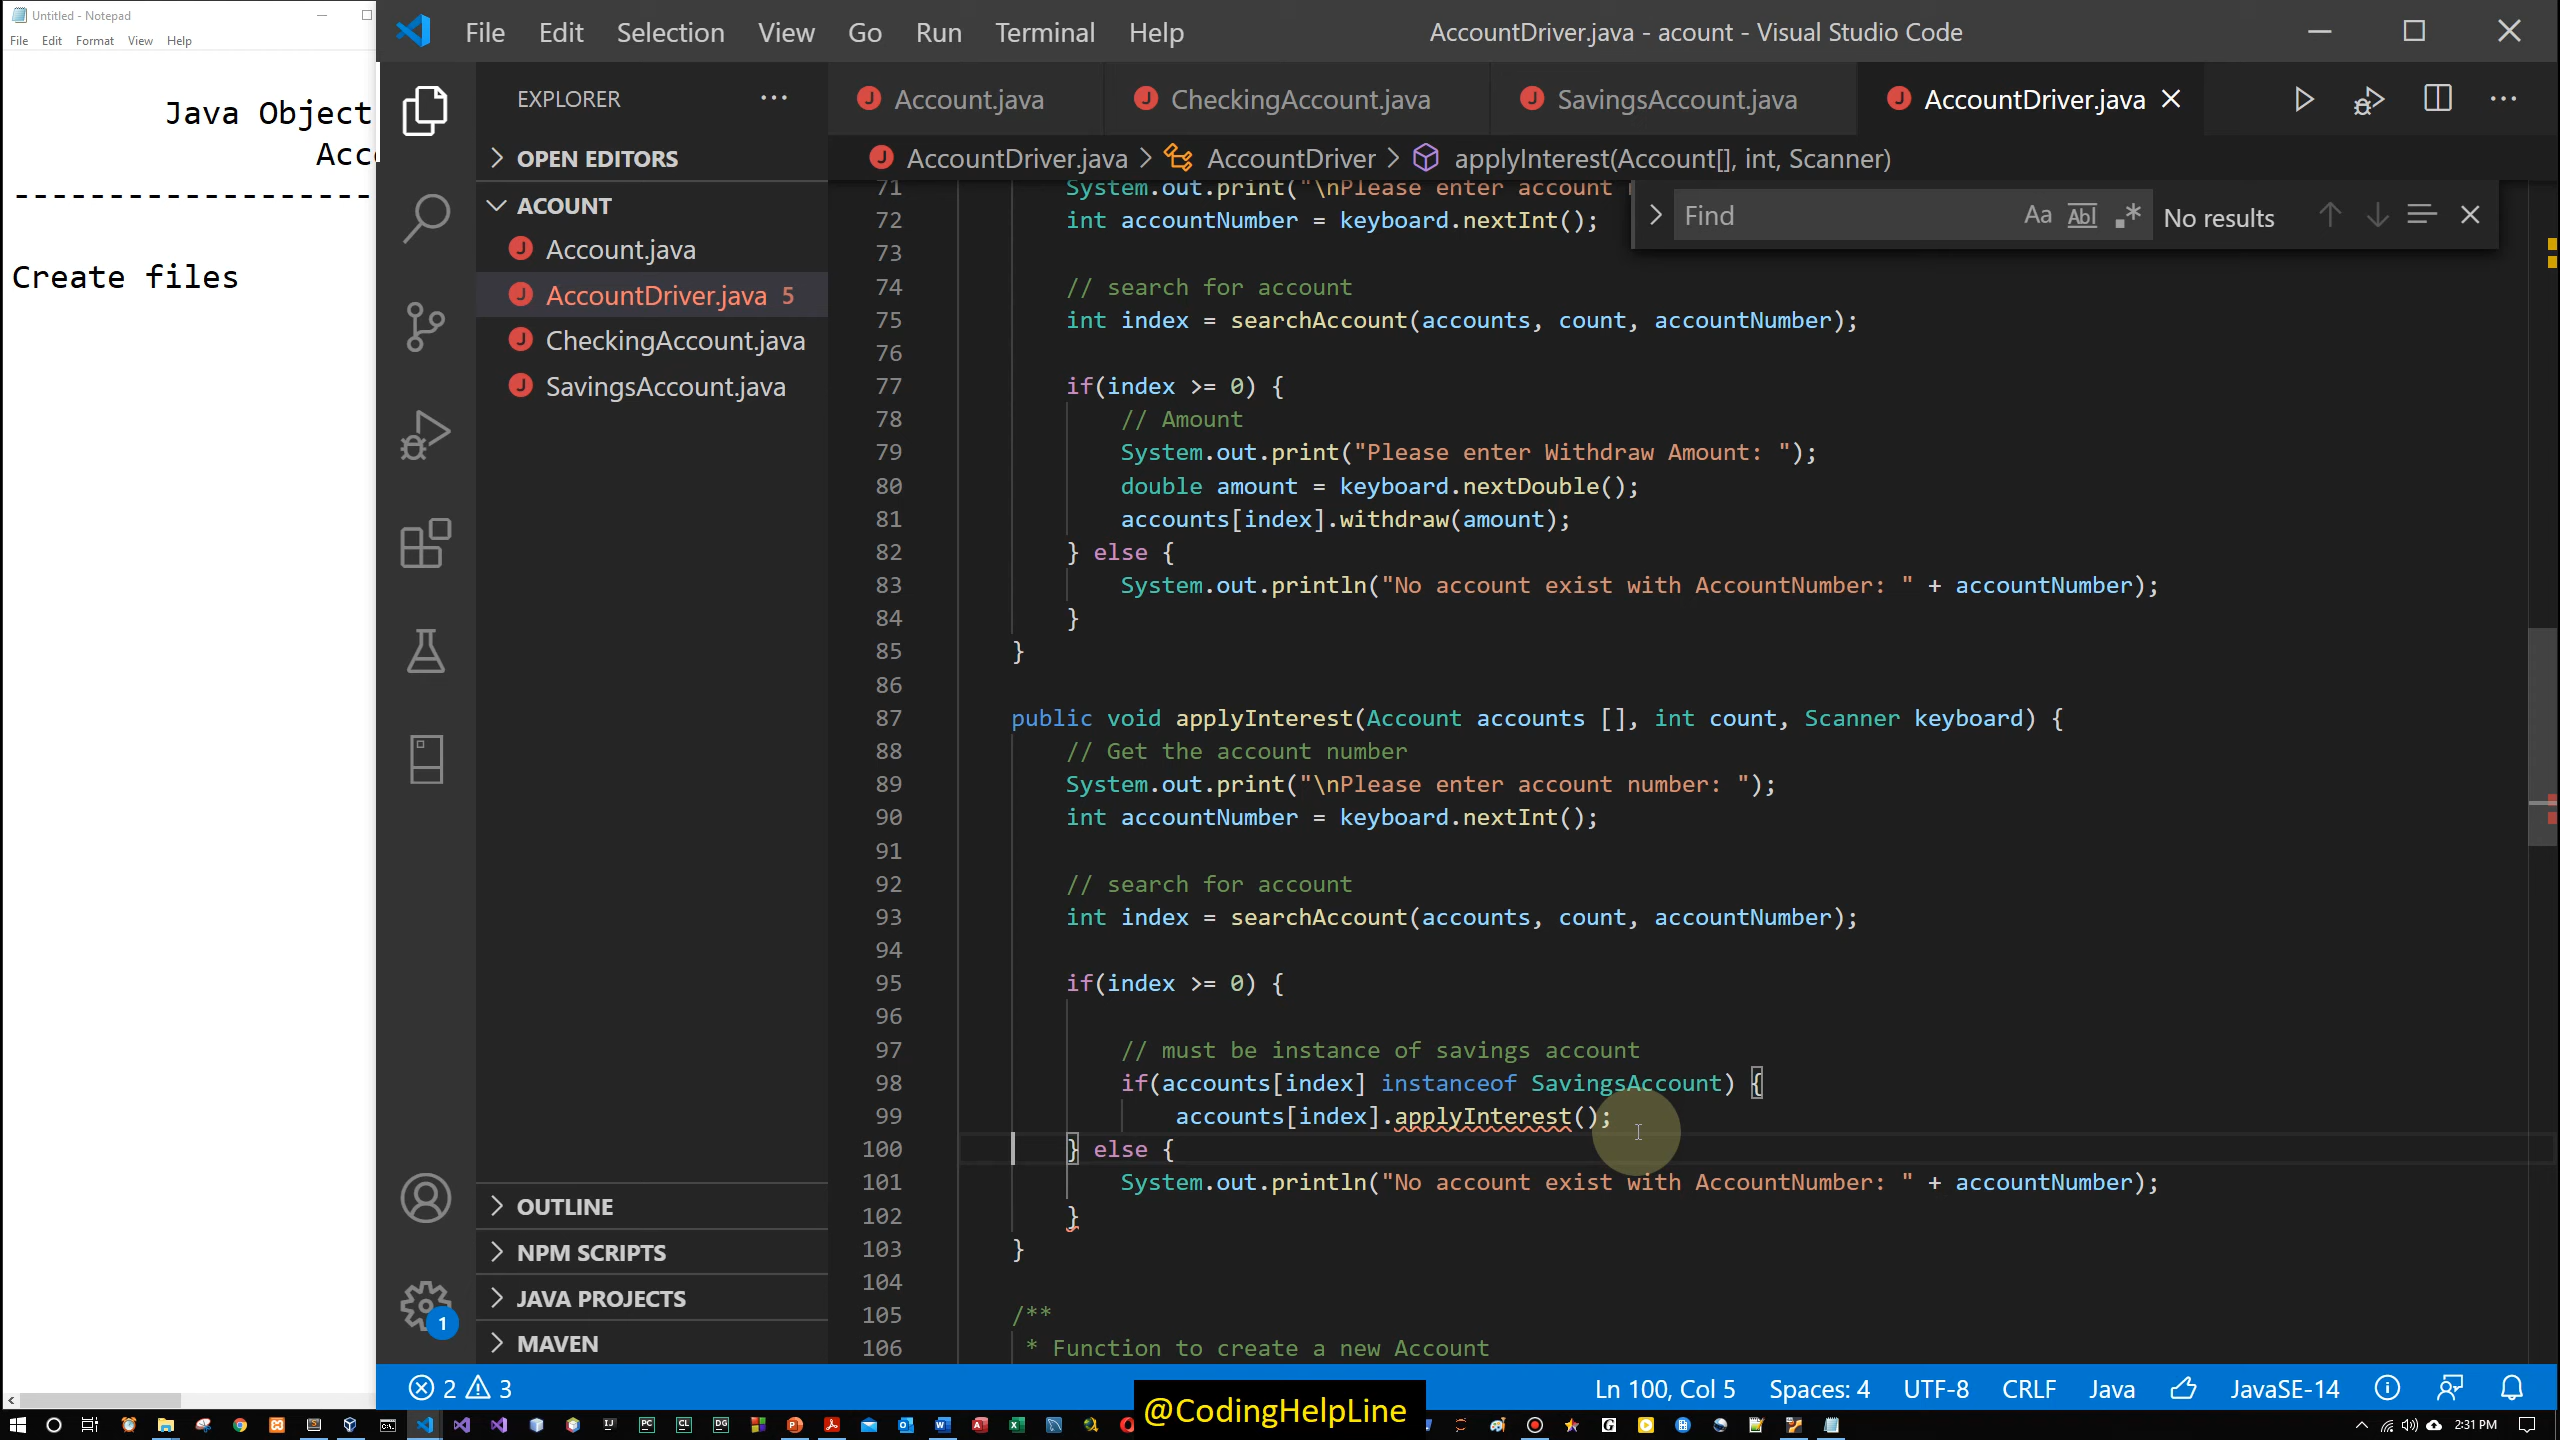 Untitled - Notepad
File Edit Format View Help
Java Object
Acco
--------------------
Create files
File Edit Selection View Go Run Terminal Help
AccountDriver.java - acount - Visual Studio Code
EXPLORER
OPEN EDITORS
ACOUNT
Account.java
AccountDriver.java 5
CheckingAccount.java
SavingsAccount.java
OUTLINE
NPM SCRIPTS
JAVA PROJECTS
MAVEN
1
Account.java CheckingAccount.java SavingsAccount.java AccountDriver.java
AccountDriver.java > AccountDriver > applyInterest(Account[], int, Scanner)
Find Aa Abl .* No results
71 System.out.print("\nPlease enter account
72 int accountNumber = keyboard.nextInt();
73
74 // search for account
75 int index = searchAccount(accounts, count, accountNumber);
76
77 if(index >= 0) {
78 // Amount
79 System.out.print("Please enter Withdraw Amount: ");
80 double amount = keyboard.nextDouble();
81 accounts[index].withdraw(amount);
82 } else {
83 System.out.println("No account exist with AccountNumber: " + accountNumber);
84 }
85 }
86
87 public void applyInterest(Account accounts [], int count, Scanner keyboard) {
88 // Get the account number
89 System.out.print("\nPlease enter account number: ");
90 int accountNumber = keyboard.nextInt();
91
92 // search for account
93 int index = searchAccount(accounts, count, accountNumber);
94
95 if(index >= 0) {
96
97 // must be instance of savings account
98 if(accounts[index] instanceof SavingsAccount) {
99 accounts[index].applyInterest();
100 } else {
101 System.out.println("No account exist with AccountNumber: " + accountNumber);
102 }
103 }
104
105 /**
106 * Function to create a new Account
2 3
Ln 100, Col 5 Spaces: 4 UTF-8 CRLF Java JavaSE-14
@CodingHelpLine
2:31 PM